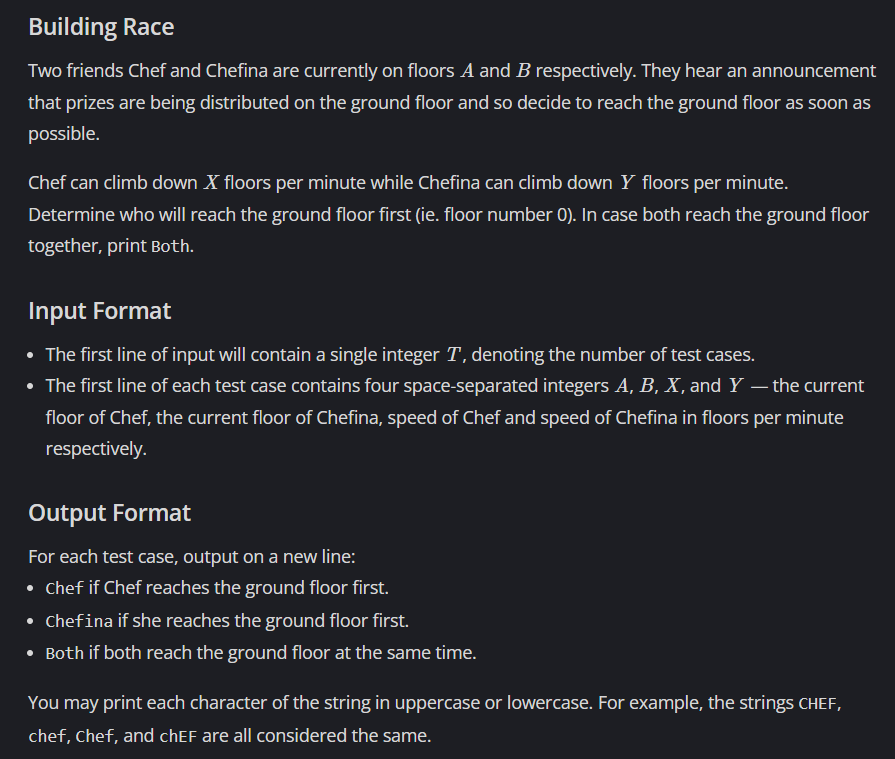 Building Race
Two friends Chef and Chefina are currently on floors A and B respectively. They hear an announcement
that prizes are being distributed on the ground floor and so decide to reach the ground floor as soon as
possible.
Chef can climb down X floors per minute while Chefina can climb down Y floors per minute.
Determine who will reach the ground floor first (ie. floor number 0). In case both reach the ground floor
together, print Both.
Input Format
• The first line of input will contain a single integer T, denoting the number of test cases.
• The first line of each test case contains four space-separated integers A, B, X, and Y — the current
floor of Chef, the current floor of Chefina, speed of Chef and speed of Chefina in floors per minute
respectively.
Output Format
For each test case, output on a new line:
• Chef if Chef reaches the ground floor first.
• Chefina if she reaches the ground floor first.
• Both if both reach the ground floor at the same time.
You may print each character of the string in uppercase or lowercase. For example, the strings CHEF,
chef, Chef, and chEF are all considered the same.